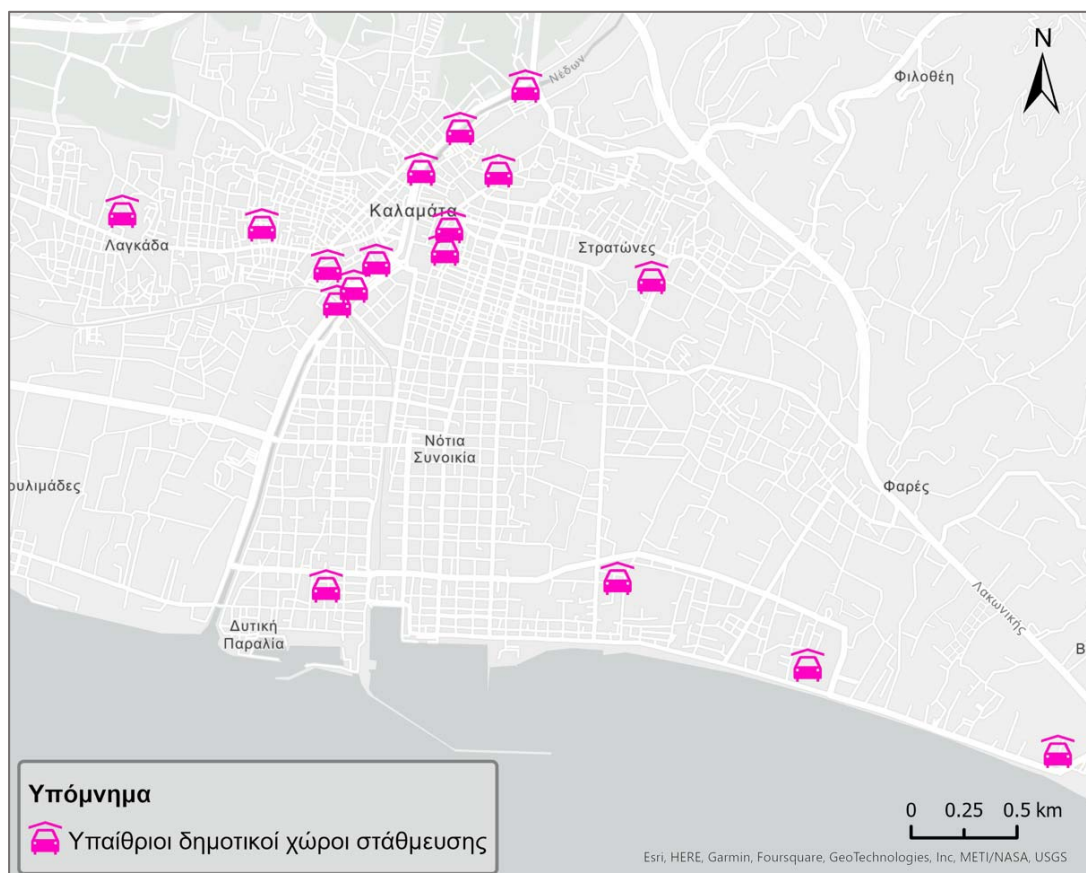 N
Νέδων
Φιλοθέη
Καλαμάτα
Λαγκάδα
Στρατώνες
Νότια
Συνοικία
ουλιμάδες
Φαρές
Λακωνικής
Δυτική
Παραλία
Β
Υπόμνημα
Υπαίθριοι δημοτικοί χώροι στάθμευσης
0 0.25 0.5 km
Esri, HERE, Garmin, Foursquare, GeoTechnologies, Inc, METI/NASA, USGS